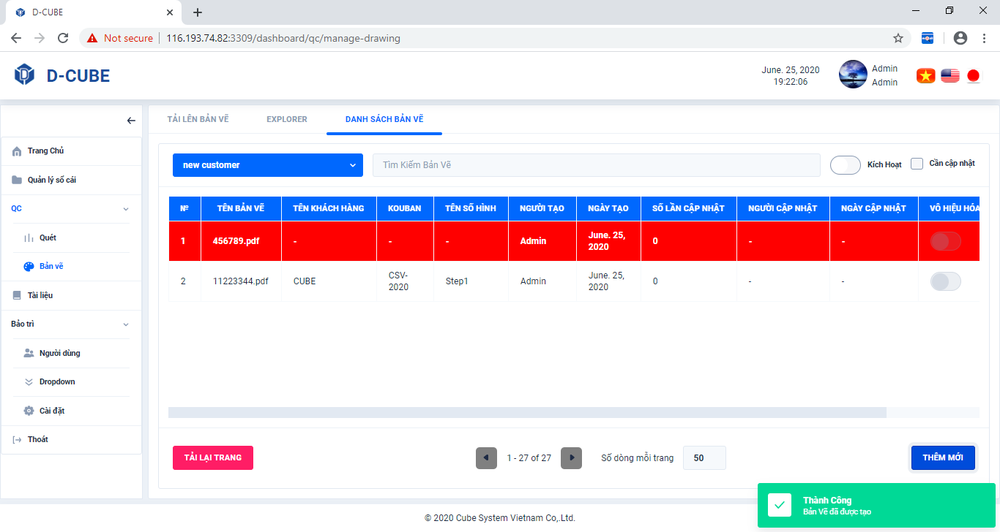 D-CUBE
Not secure
116.193.74.82:3309/dashboard/qc/manage-drawing
D-CUBE
June. 25, 2020
19:22:06
Admin
Admin
TẢI LÊN BẢN VẼ
EXPLORER
DANH SÁCH BẢN VẼ
Trang Chủ
Quản lý sổ cái
QC
Quét
Bản vẽ
Tài liệu
Bảo trì
Người dùng
Dropdown
Cài đặt
Thoát
new customer
Tìm Kiếm Bản Vẽ
Kích Hoạt
Cần cập nhật
Nº TÊN BẢN VẼ TÊN KHÁCH HÀNG KOUBAN TÊN SỐ HÌNH NGƯỜI TẠO NGÀY TẠO SỐ LẦN CẬP NHẬT NGƯỜI CẬP NHẬT NGÀY CẬP NHẬT VÔ HIỆU HÓA
1 456789.pdf - - - Admin June. 25, 2020 0 - -
2 11223344.pdf CUBE CSV-2020 Step1 Admin June. 25, 2020 0 - -
TẢI LẠI TRANG
1 - 27 of 27
Số dòng mỗi trang
50
THÊM MỚI
Thành Công
Bản Vẽ đã được tạo
© 2020 Cube System Vietnam Co,.Ltd.